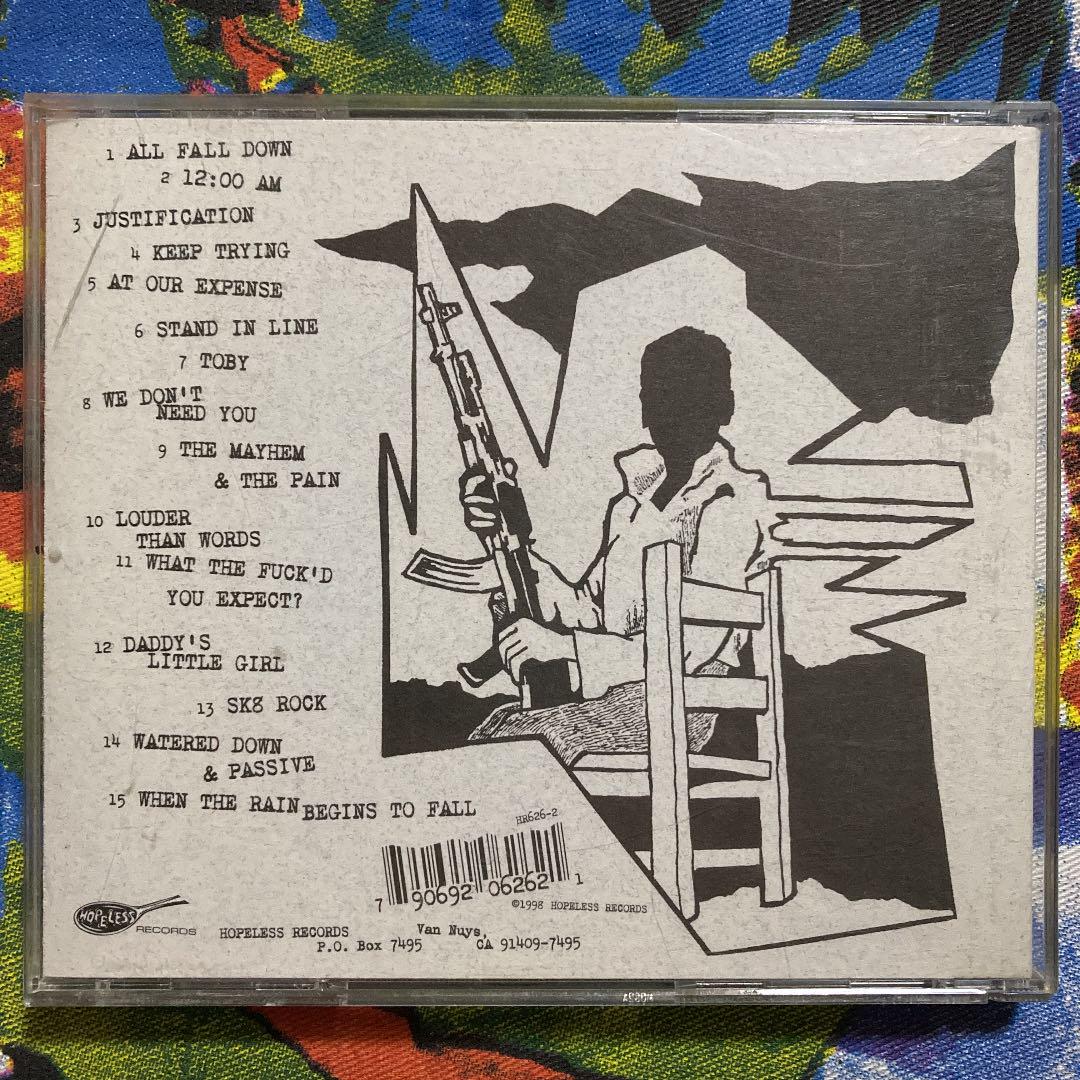 1 ALL FALL DOWN
2 12:00 AM
3 JUSTIFICATION
4 KEEP TRYING
5 AT OUR EXPENSE
6 STAND IN LINE
7 TOBY
8 WE DON'T
NEED YOU
9 THE MAYHEM
& THE PAIN
10 LOUDER
THAN WORDS
11 WHAT THE FUCK'D
YOU EXPECT?
12 DADDY'S
LITTLE GIRL
13 SK8 ROCK
14 WATERED DOWN
& PASSIVE
15 WHEN THE RAIN BEGINS TO FALL
HR626-2
7 90692 06262 1
©1998 HOPELESS RECORDS
HOPELESS
RECORDS
HOPELESS RECORDS Van Nuys,
P.O. Box 7495 CA 91409-7495